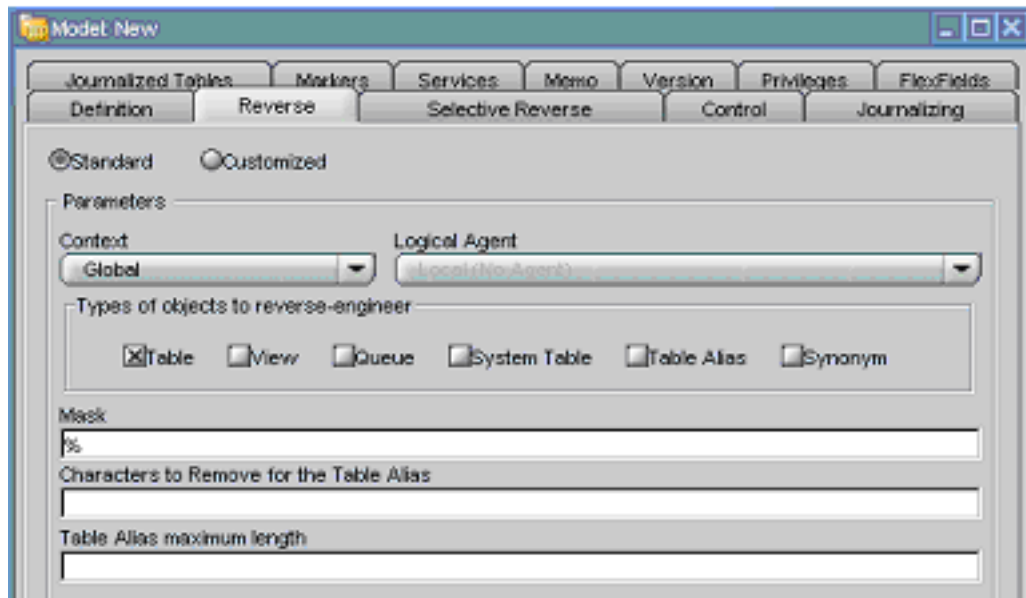 Model: New
Journalized Tables Markers Services Memo Version Privileges FlexFields
Definition Reverse Selective Reverse Control Journalizing
Standard Customized
Parameters
Context Logical Agent
Global Local (No Agent)
Types of objects to reverse-engineer
Table View Queue System Table Table Alias Synonym
Mask
%
Characters to Remove for the Table Alias
Table Alias maximum length